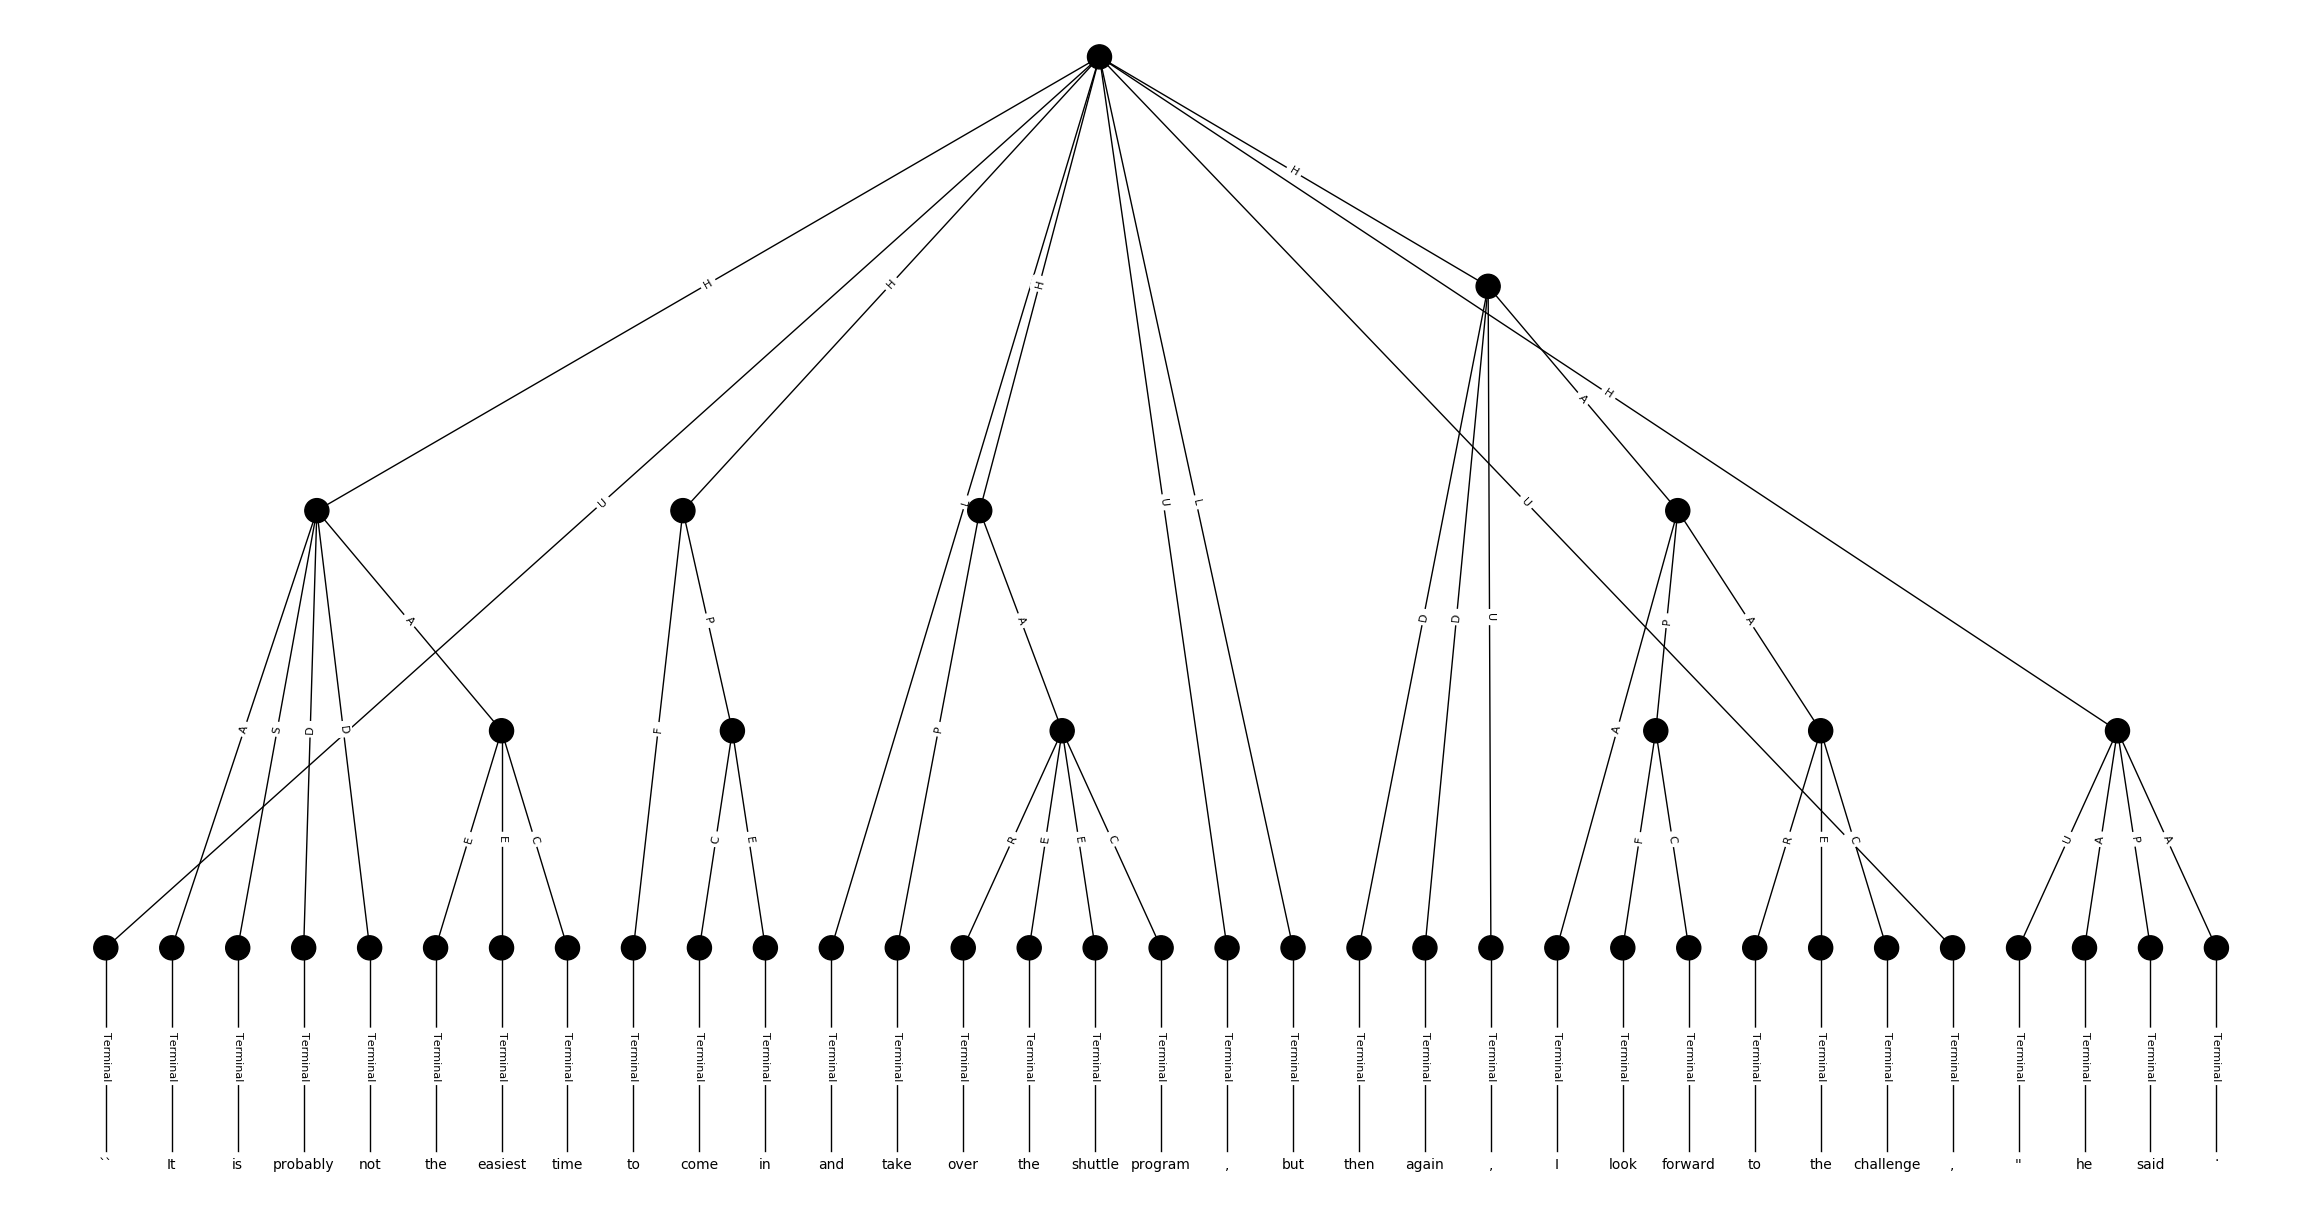 H
H
H
H
H
A
U
L
U
L
U
A
D
D
U
P
A
A
P
A
A
S
D
D
F
P
A
E
E
C
C
E
R
E
E
C
F
C
R
E
C
U
A
P
A
Terminal Terminal Terminal Terminal Terminal Terminal Terminal Terminal Terminal Terminal Terminal Terminal Terminal Terminal Terminal Terminal Terminal Terminal Terminal Terminal Terminal Terminal Terminal Terminal Terminal Terminal Terminal Terminal Terminal Terminal Terminal Terminal Terminal
`` It is probably not the easiest time to come in and take over the shuttle program , but then again , I look forward to the challenge , " he said .